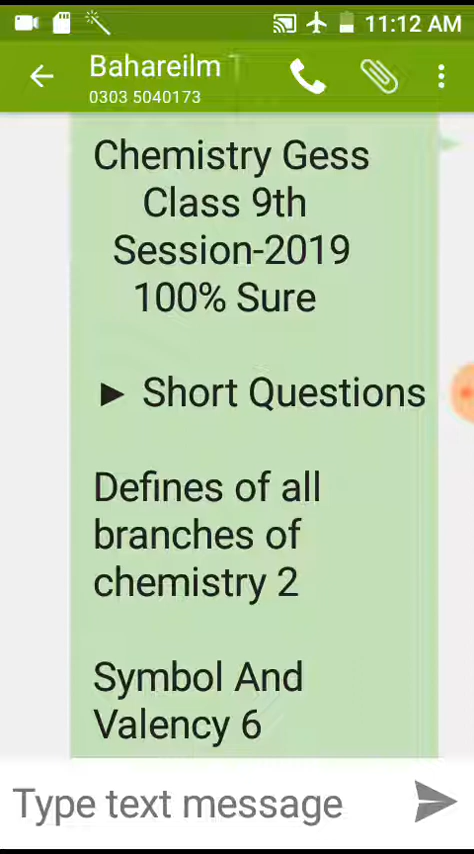 11:12 AM
Bahareilm T
0303 5040173
Chemistry Gess
Class 9th
Session-2019
100% Sure
► Short Questions
Defines of all
branches of
chemistry 2
Symbol And
Valency 6
Type text message